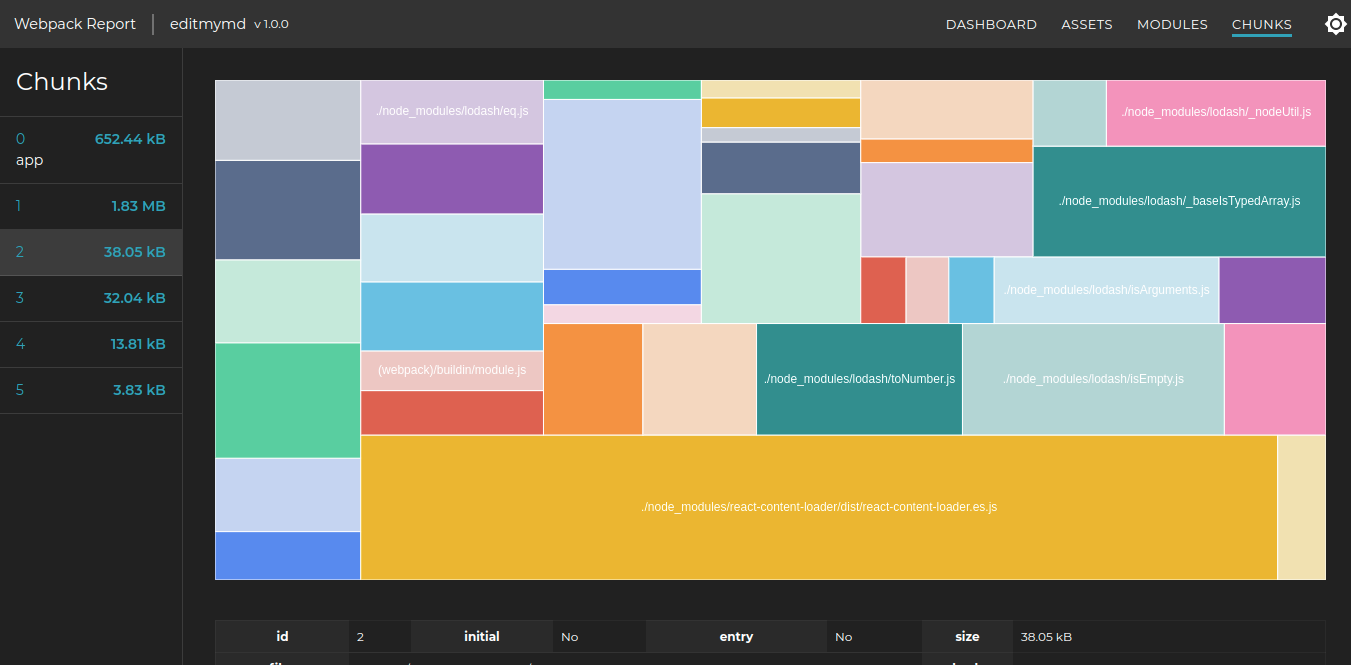 Webpack Report editmymd v 1.0.0 DASHBOARD ASSETS MODULES CHUNKS
Chunks
0 652.44 kB
app
1 1.83 MB
2 38.05 kB
3 32.04 kB
4 13.81 kB
5 3.83 kB
./node_modules/lodash/eq.js
./node_modules/lodash/_nodeUtil.js
./node_modules/lodash/_baseIsTypedArray.js
./node_modules/lodash/isArguments.js
(webpack)/buildin/module.js
./node_modules/lodash/toNumber.js
./node_modules/lodash/isEmpty.js
./node_modules/react-content-loader/dist/react-content-loader.es.js
id 2 initial No entry No size 38.05 kB